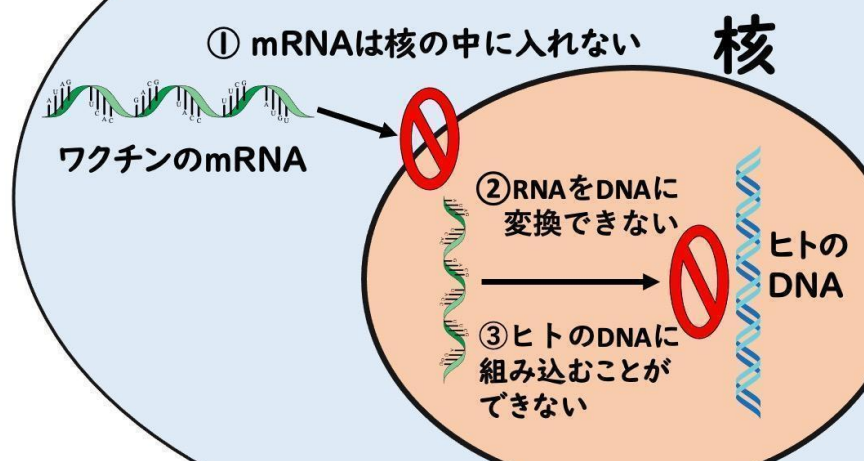 ① mRNAは核の中に入れない
核
ワクチンのmRNA
②RNAをDNAに
変換できない
ヒトの
DNA
③ヒトのDNAに
組み込むことが
できない